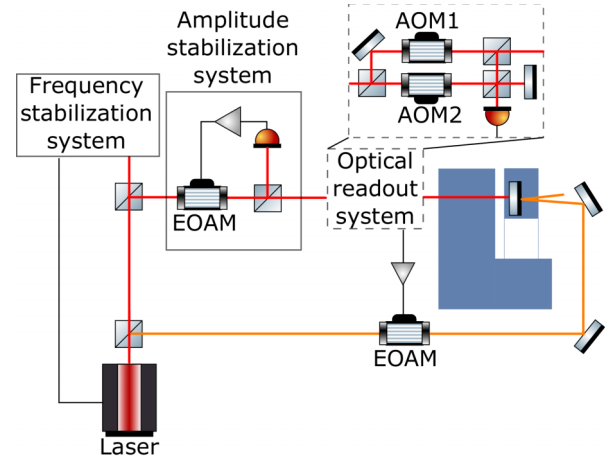 Amplitude
stabilization
system
AOM1
AOM2
Frequency
stabilization
system
EOAM
Optical
readout
system
EOAM
Laser